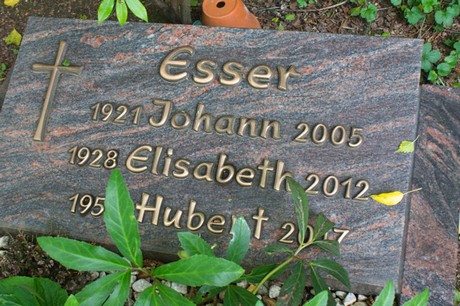 Esser
1921 Johann 2005
1928 Elisabeth 2012
Hubert